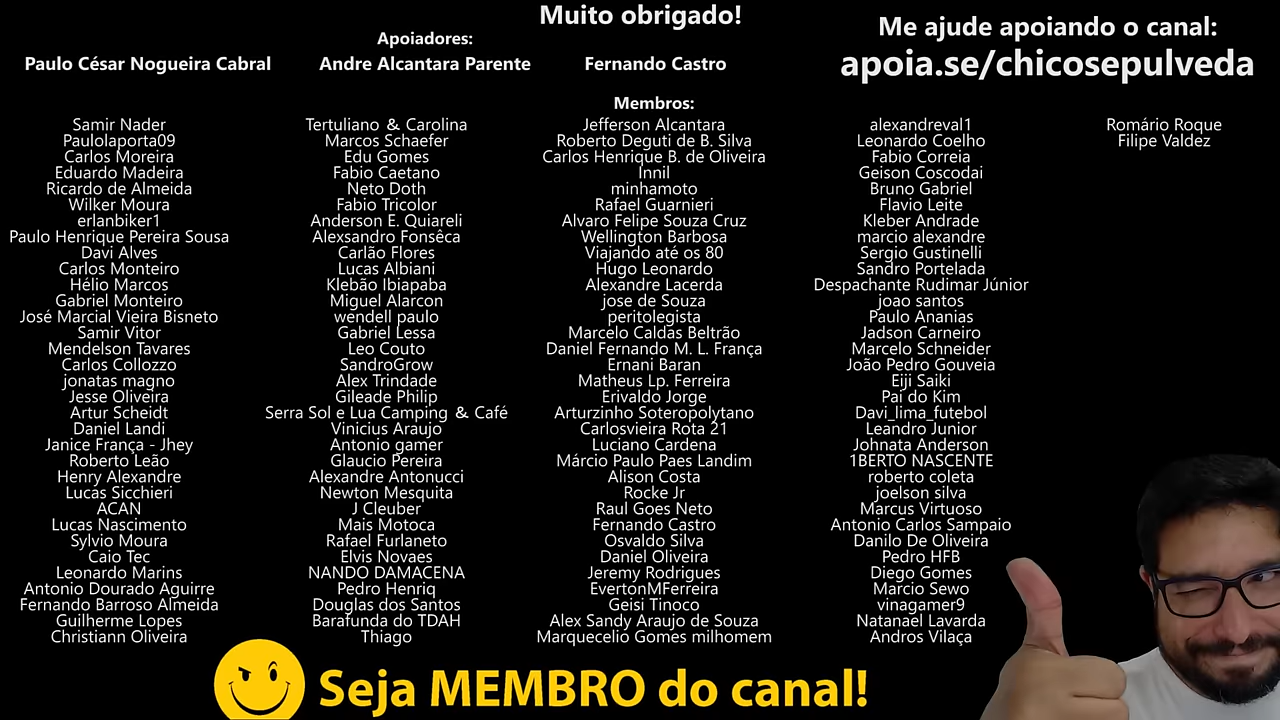 Muito obrigado!
Me ajude apoiando o canal:
apoia.se/chicosepulveda
Apoiadores:
Paulo César Nogueira Cabral
Andre Alcantara Parente
Fernando Castro
Membros:
Samir Nader
Paulolaporta09
Carlos Moreira
Eduardo Madeira
Ricardo de Almeida
Wilker Moura
erlanbiker1
Paulo Henrique Pereira Sousa
Davi Alves
Carlos Monteiro
Hélio Marcos
Gabriel Monteiro
José Marcial Vieira Bisneto
Samir Vitor
Mendelson Tavares
Carlos Collozzo
jonatas magno
Jesse Oliveira
Artur Scheidt
Daniel Landi
Janice França - Jhey
Roberto Leão
Henry Alexandre
Lucas Sicchieri
ACAN
Lucas Nascimento
Sylvio Moura
Caio Tec
Leonardo Marins
Antonio Dourado Aguirre
Fernando Barroso Almeida
Guilherme Lopes
Christiann Oliveira
Tertuliano & Carolina
Marcos Schaefer
Edu Gomes
Fabio Caetano
Neto Doth
Fabio Tricolor
Anderson E. Quiareli
Alexsandro Fonsêca
Carlão Flores
Lucas Albiani
Klebão Ibiapaba
Miguel Alarcon
wendell paulo
Gabriel Lessa
Leo Couto
SandroGrow
Alex Trindade
Gileade Philip
Serra Sol e Lua Camping & Café
Vinicius Araujo
Antonio gamer
Glaucio Pereira
Alexandre Antonucci
Newton Mesquita
J Cleuber
Mais Motoca
Rafael Furlaneto
Elvis Novaes
NANDO DAMACENA
Pedro Henriq
Douglas dos Santos
Barafunda do TDAH
Thiago
Jefferson Alcantara
Roberto Deguti de B. Silva
Carlos Henrique B. de Oliveira
Innil
minhamoto
Rafael Guarnieri
Alvaro Felipe Souza Cruz
Wellington Barbosa
Viajando até os 80
Hugo Leonardo
Alexandre Lacerda
jose de Souza
peritolegista
Marcelo Caldas Beltrão
Daniel Fernando M. L. França
Ernani Baran
Matheus Lp. Ferreira
Erivaldo Jorge
Arturzinho Soteropolytano
Carlosvieira Rota 21
Luciano Cardena
Márcio Paulo Paes Landim
Alison Costa
Rocke Jr
Raul Goes Neto
Fernando Castro
Osvaldo Silva
Daniel Oliveira
Jeremy Rodrigues
EvertonMFerreira
Geisi Tinoco
Alex Sandy Araujo de Souza
Marquecelio Gomes milhomem
alexandreval1
Leonardo Coelho
Fabio Correia
Geison Coscodai
Bruno Gabriel
Flavio Leite
Kleber Andrade
marcio alexandre
Sergio Gustinelli
Sandro Portelada
Despachante Rudimar Júnior
joao santos
Paulo Ananias
Jadson Carneiro
Marcelo Schneider
João Pedro Gouveia
Eiji Saiki
Pai do Kim
Davi_lima_futebol
Leandro Junior
Johnata Anderson
1BERTO NASCENTE
roberto coleta
joelson silva
Marcus Virtuoso
Antonio Carlos Sampaio
Danilo De Oliveira
Pedro HFB
Diego Gomes
Marcio Sewo
vinagamer9
Natanael Lavarda
Andros Vilaça
Romário Roque
Filipe Valdez
Seja MEMBRO do canal!